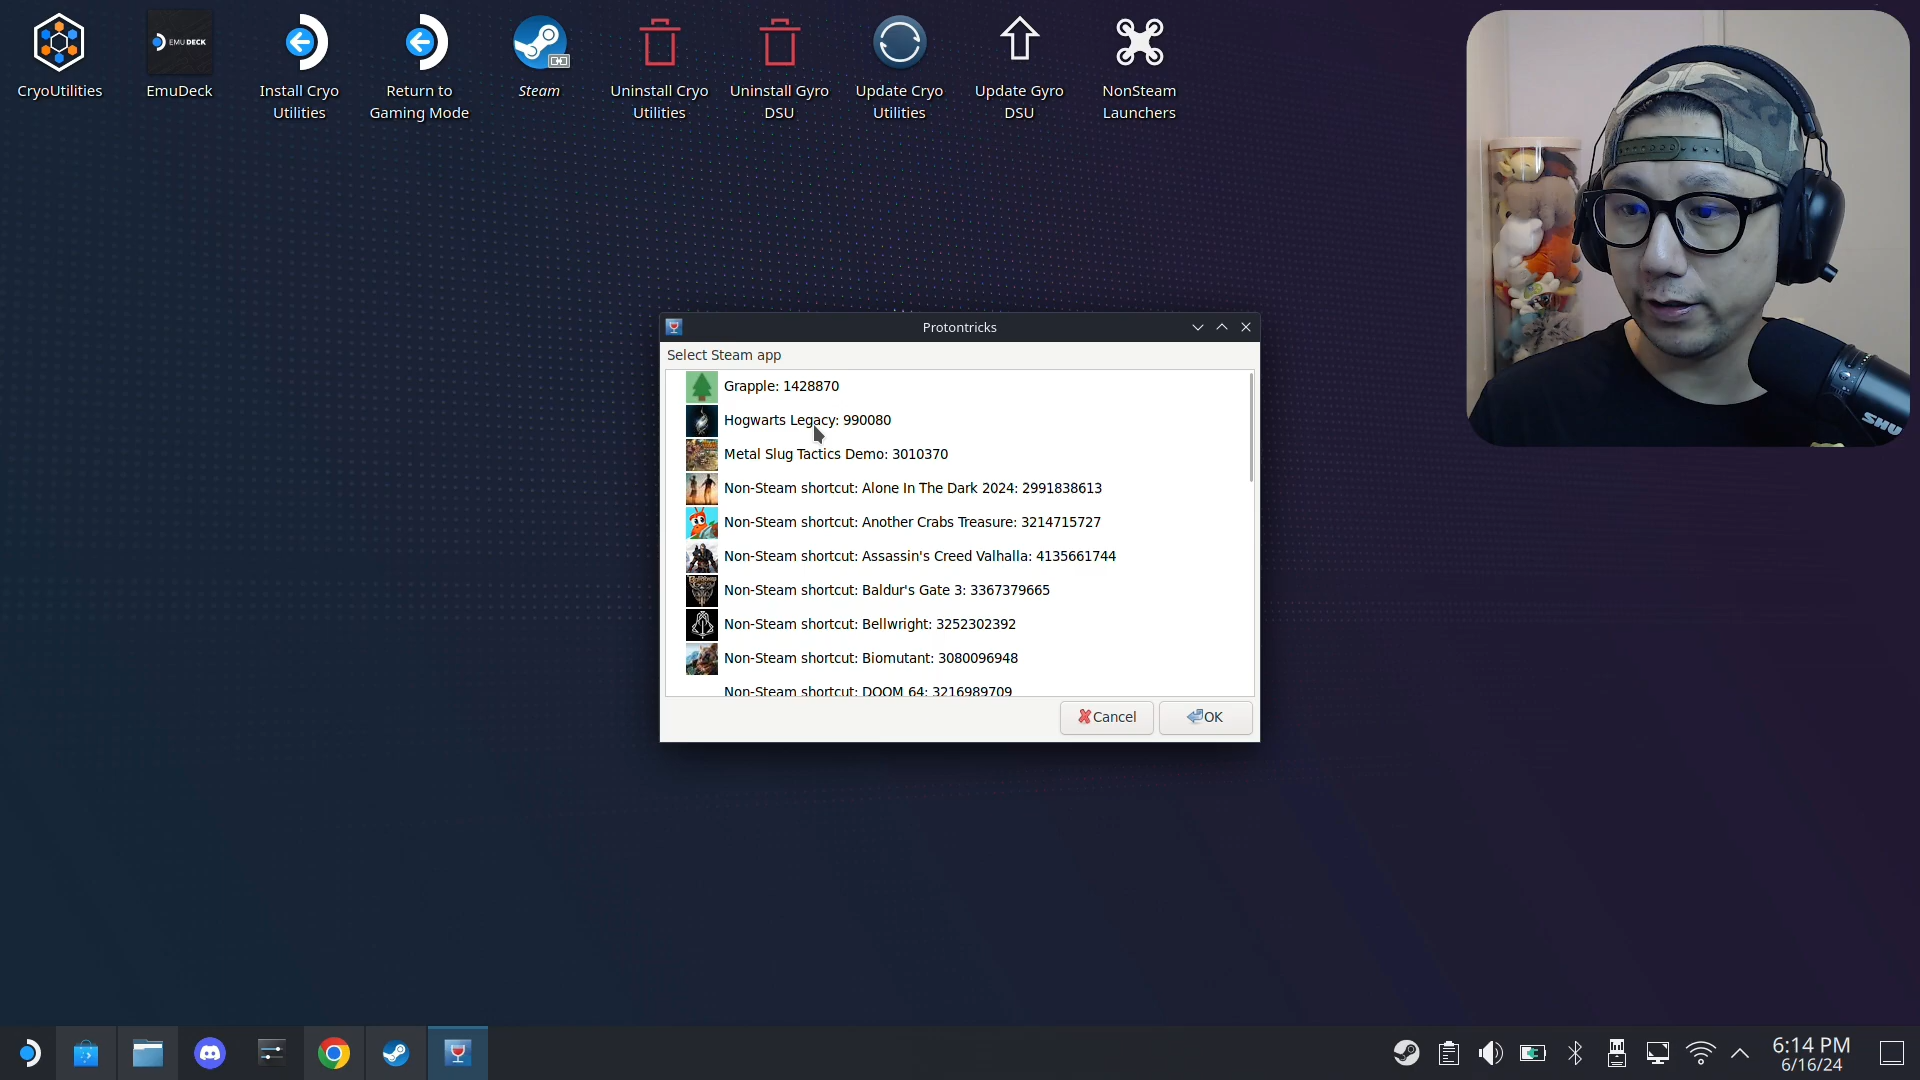 CryoUtilities
EMUDECK
EmuDeck
Install Cryo
Utilities
Return to
Gaming Mode
Steam
Uninstall Cryo
Utilities
Uninstall Gyro
DSU
Update Cryo
Utilities
Update Gyro
DSU
NonSteam
Launchers
SHU
Protontricks
Select Steam app
Grapple: 1428870
Hogwarts Legacy: 990080
Metal Slug Tactics Demo: 3010370
Non-Steam shortcut: Alone In The Dark 2024: 2991838613
Non-Steam shortcut: Another Crabs Treasure: 3214715727
Non-Steam shortcut: Assassin's Creed Valhalla: 4135661744
Non-Steam shortcut: Baldur's Gate 3: 3367379665
Non-Steam shortcut: Bellwright: 3252302392
Non-Steam shortcut: Biomutant: 3080096948
Non-Steam shortcut: DOOM 64: 3216989709
Cancel
OK
6:14 PM
6/16/24